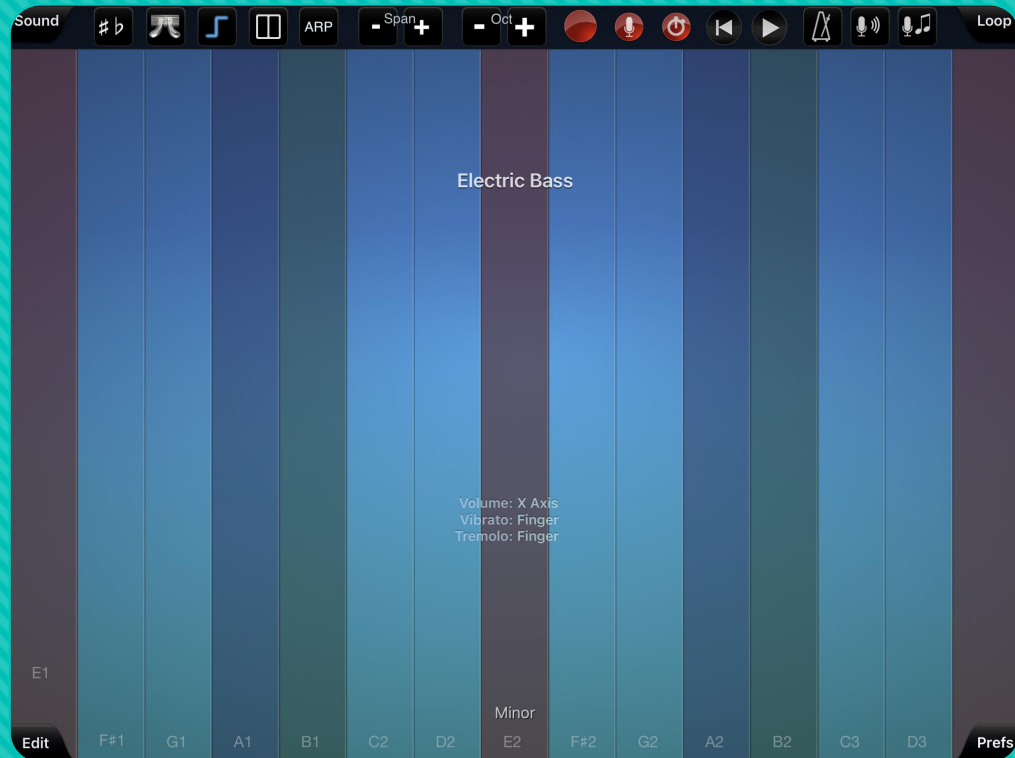 Sound
♯♭
ARP
- Span +
- Oct +
Loop
Electric Bass
Volume: X Axis
Vibrato: Finger
Tremolo: Finger
E1
Minor
Edit
F♯1 G1 A1 B1 C2 D2 E2 F♯2 G2 A2 B2 C3 D3
Prefs